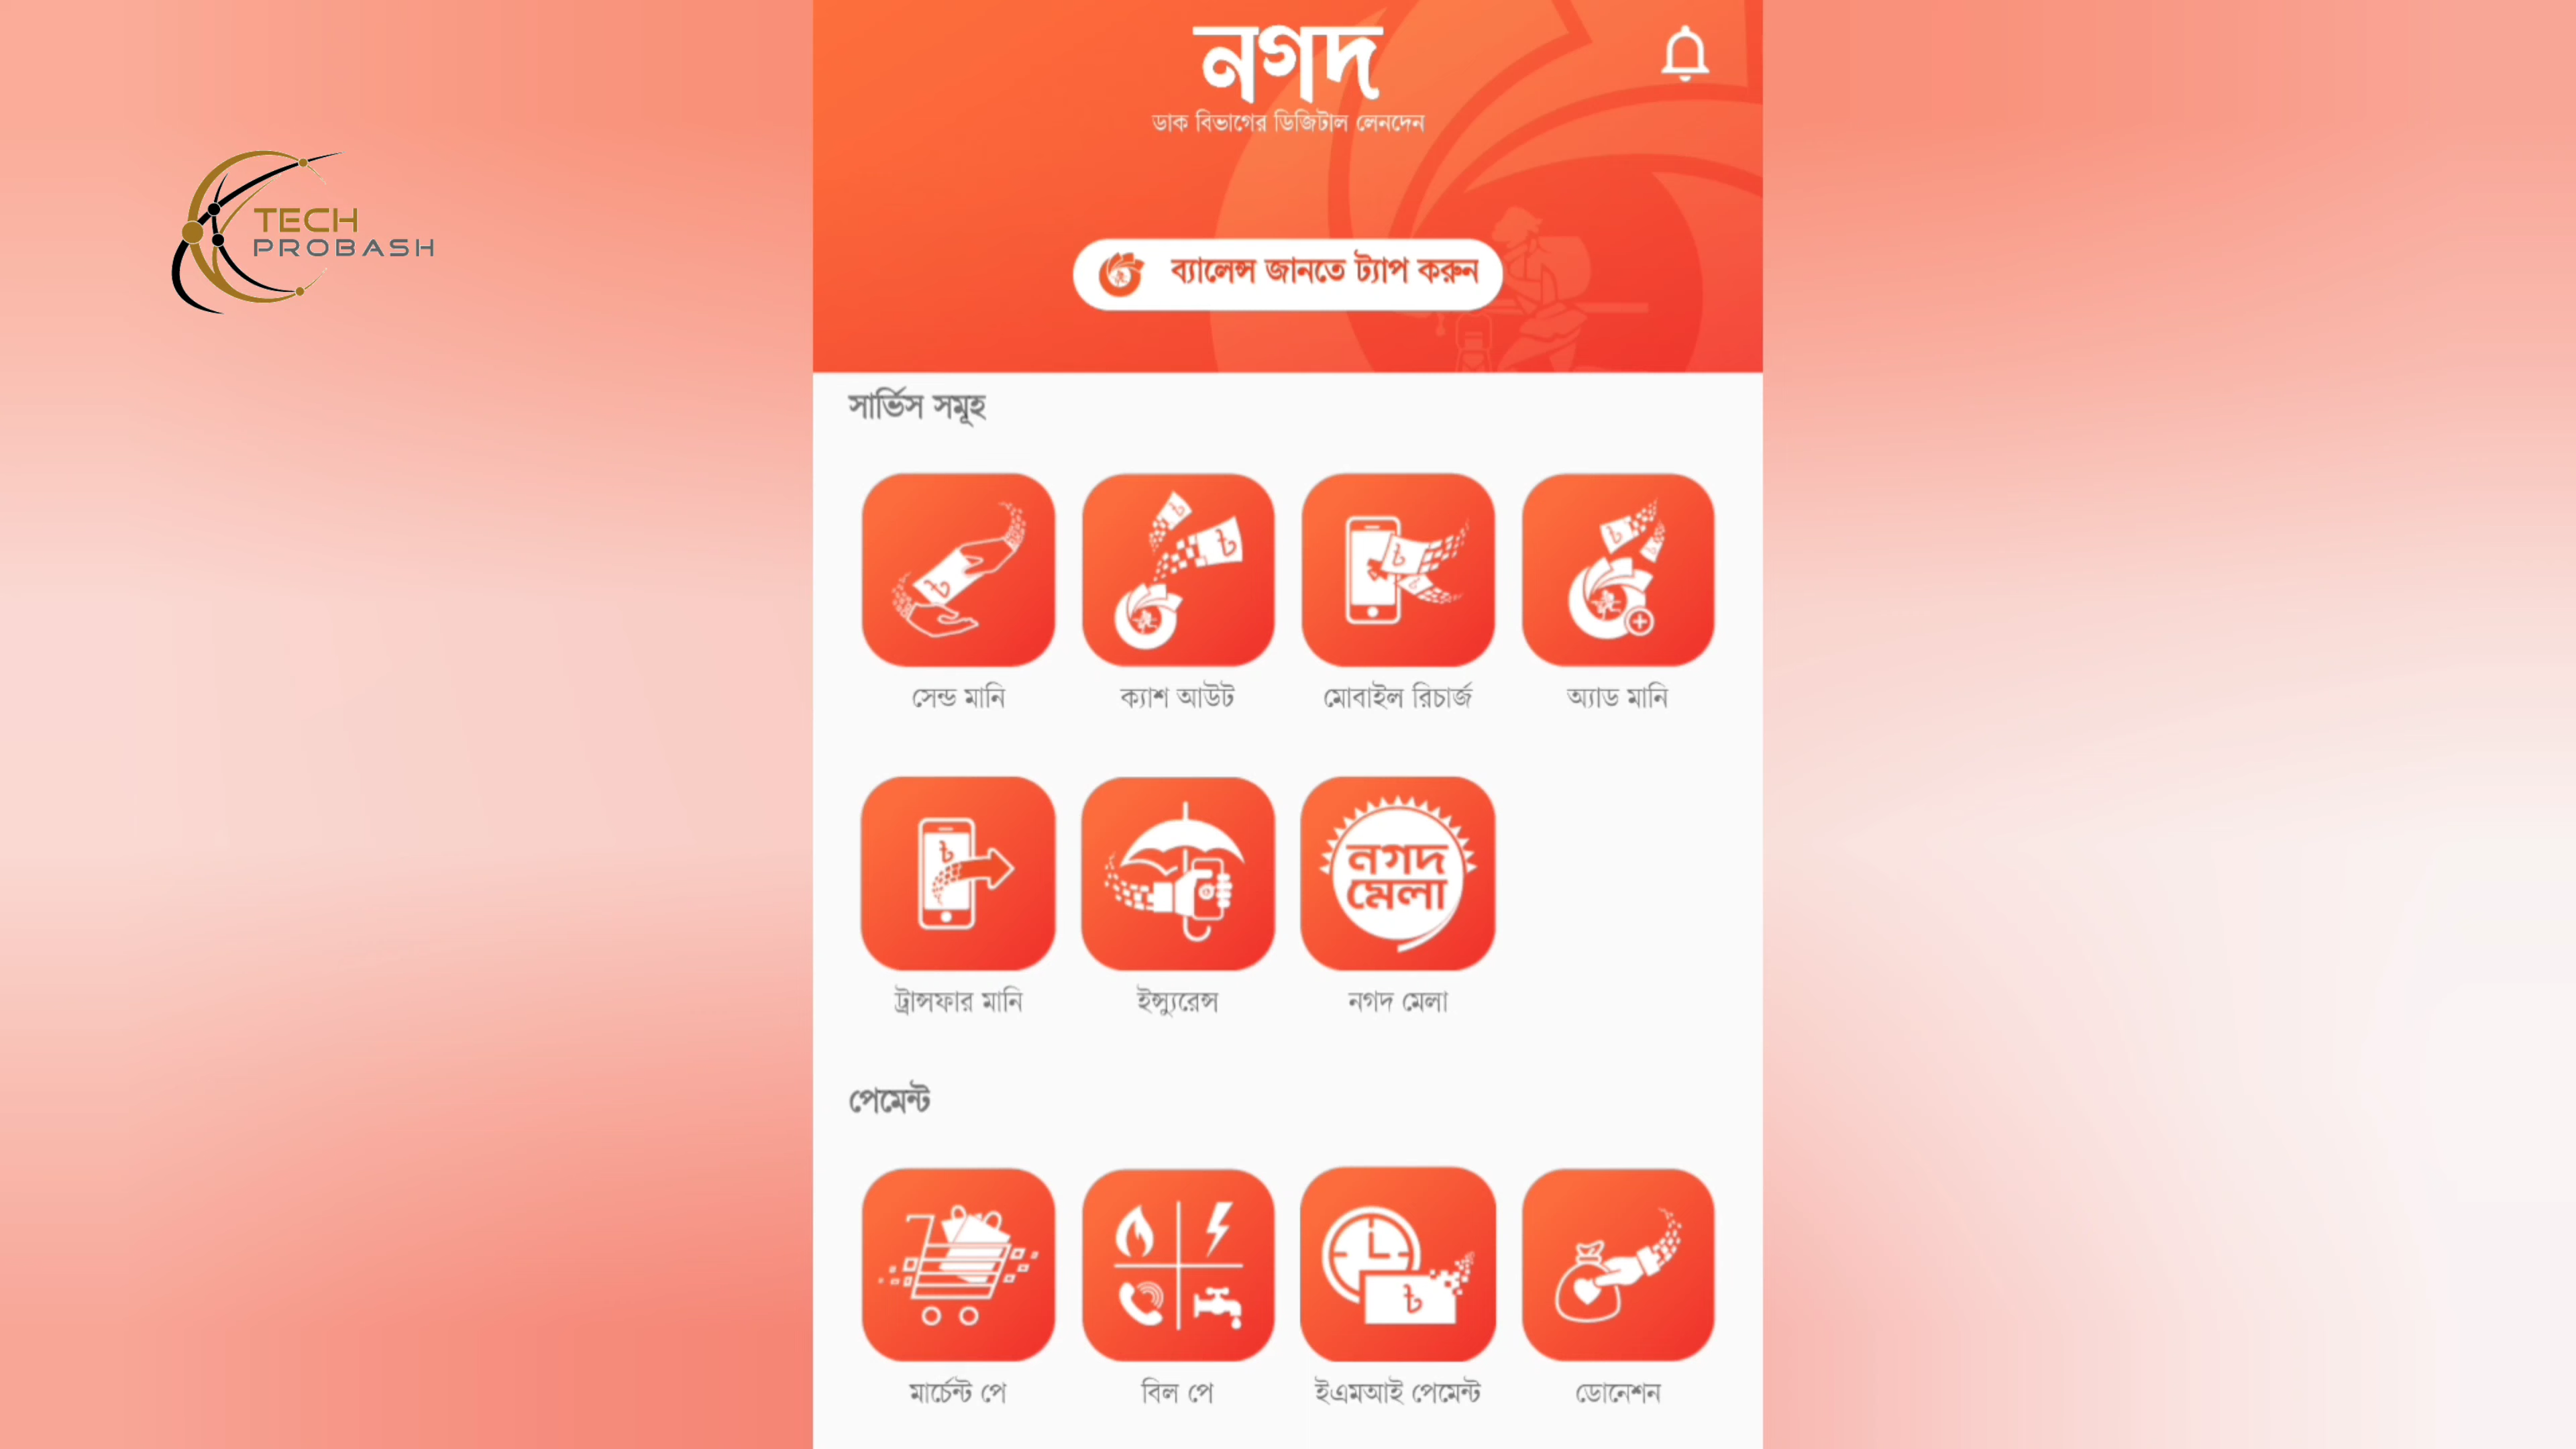 নগদ
ডাক বিভাগের ডিজিটাল লেনদেন
TECH
PROBASH
ব্যালেন্স জানতে ট্যাপ করুন
সার্ভিস সমূহ
সেন্ড মানি
ক্যাশ আউট
মোবাইল রিচার্জ
অ্যাড মানি
নগদ
মেলা
ট্রান্সফার মানি
ইন্স্যুরেন্স
নগদ মেলা
পেমেন্ট
মার্চেন্ট পে
বিল পে
ইএমআই পেমেন্ট
ডোনেশন